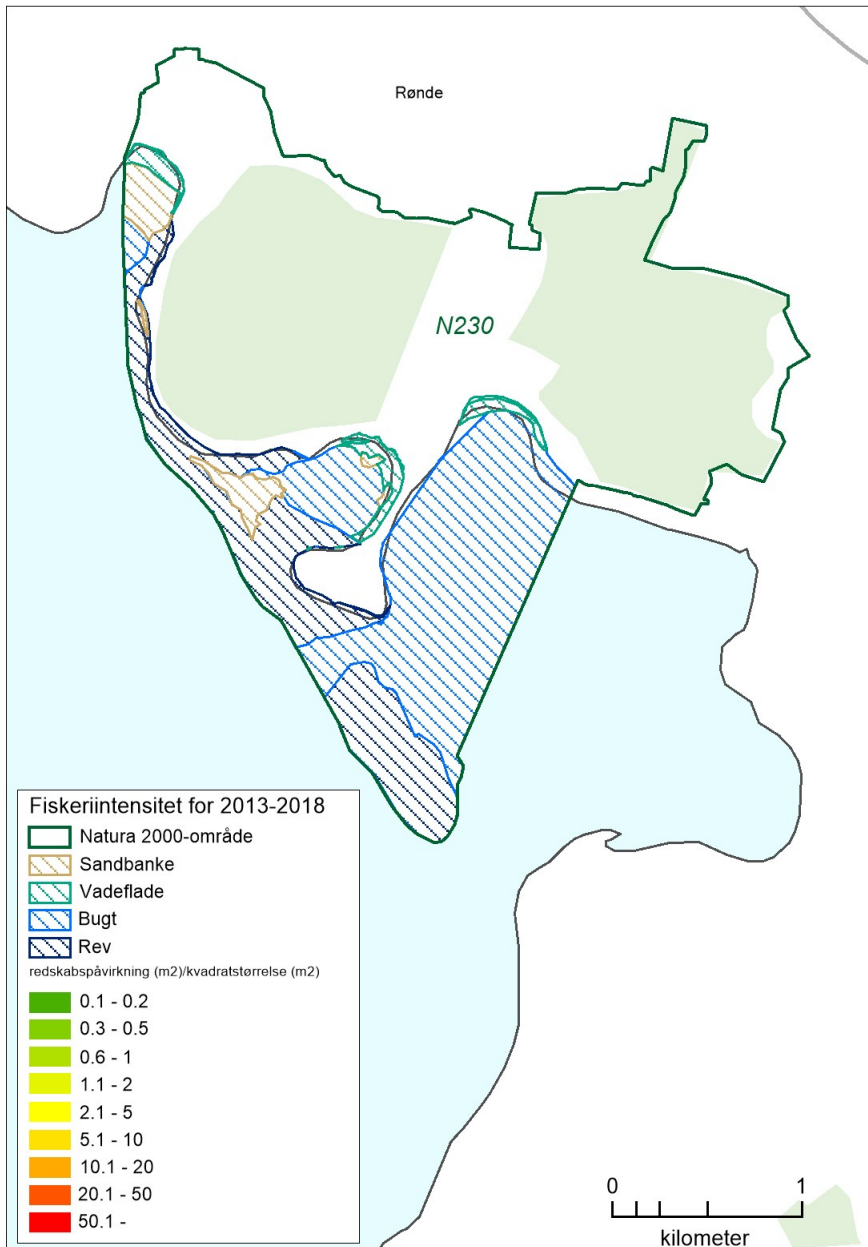 Rønde
N230
Fiskeriintensitet for 2013-2018
Natura 2000-område
Sandbanke
Vadeflade
Bugt
Rev
redskabspåvirkning (m2)/kvadratstørrelse (m2)
0.1 - 0.2
0.3 - 0.5
0.6 - 1
1.1 - 2
2.1 - 5
5.1 - 10
10.1 - 20
20.1 - 50
50.1 -
0 1
kilometer